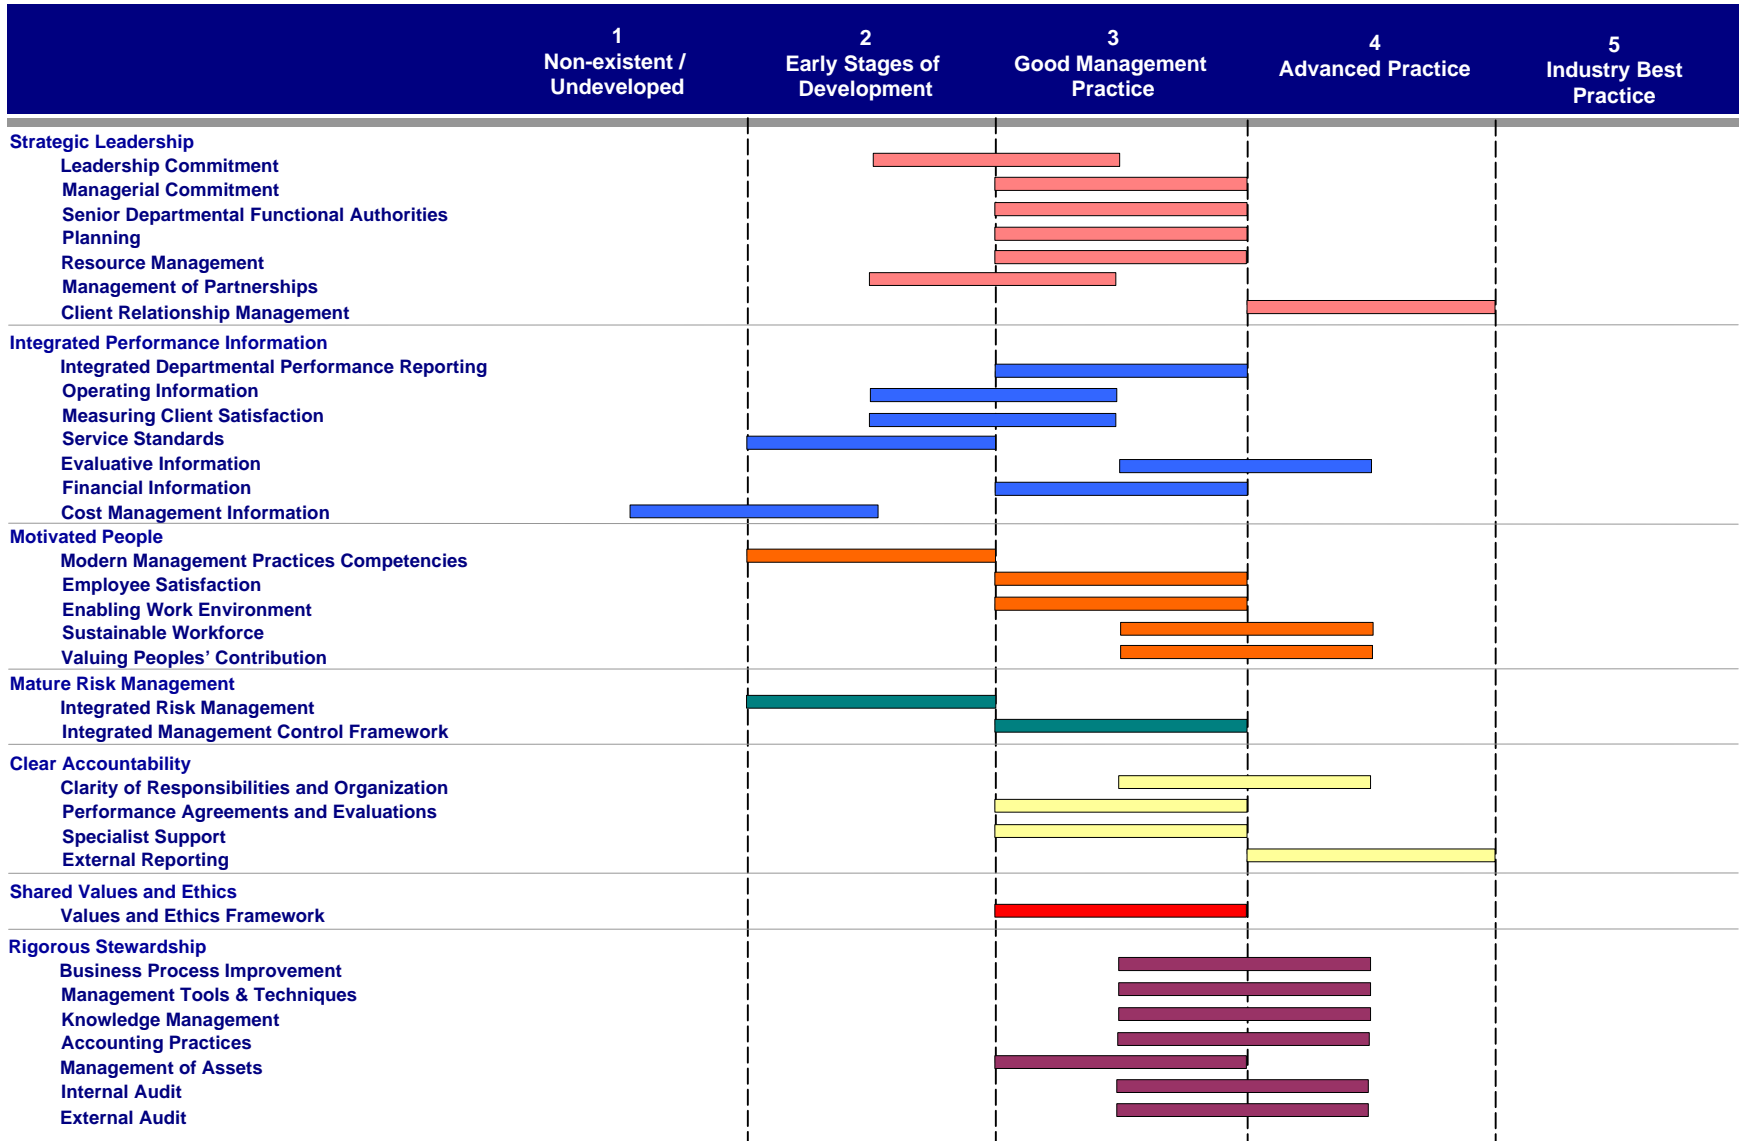 1
Non-existent /
Undeveloped
2
Early Stages of
Development
3
Good Management
Practice
4
Advanced Practice
5
Industry Best
Practice
Strategic Leadership
Leadership Commitment
Managerial Commitment
Senior Departmental Functional Authorities
Planning
Resource Management
Management of Partnerships
Client Relationship Management
Integrated Performance Information
Integrated Departmental Performance Reporting
Operating Information
Measuring Client Satisfaction
Service Standards
Evaluative Information
Financial Information
Cost Management Information
Motivated People
Modern Management Practices Competencies
Employee Satisfaction
Enabling Work Environment
Sustainable Workforce
Valuing Peoples’ Contribution
Mature Risk Management
Integrated Risk Management
Integrated Management Control Framework
Clear Accountability
Clarity of Responsibilities and Organization
Performance Agreements and Evaluations
Specialist Support
External Reporting
Shared Values and Ethics
Values and Ethics Framework
Rigorous Stewardship
Business Process Improvement
Management Tools & Techniques
Knowledge Management
Accounting Practices
Management of Assets
Internal Audit
External Audit